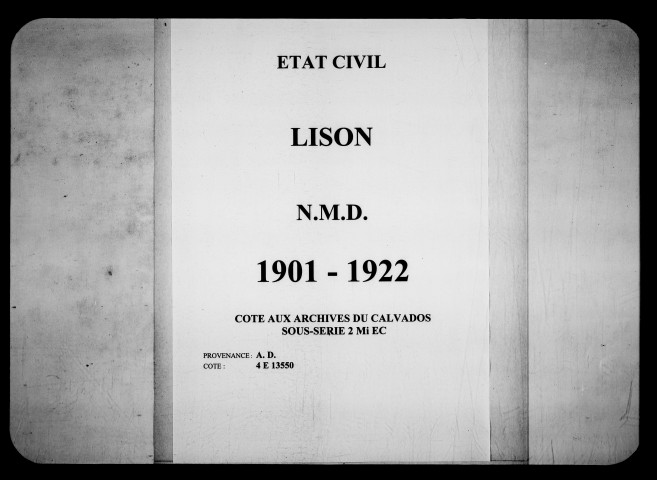 ETAT CIVIL
LISON
N.M.D.
1901 - 1922
COTE AUX ARCHIVES DU CALVADOS
SOUS-SERIE 2 Mi EC
PROVENANCE : A. D.
COTE : 4 E 13550